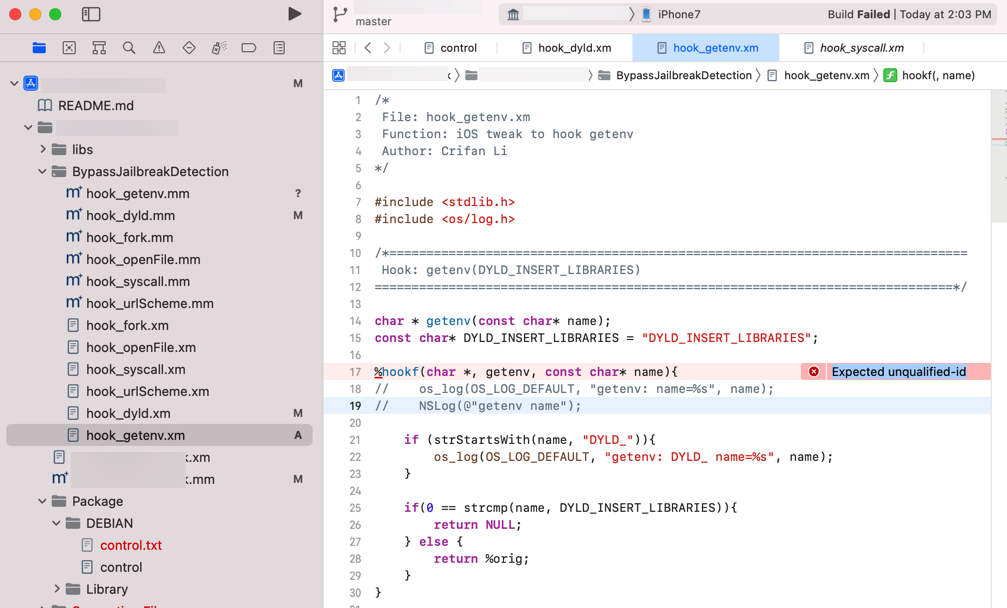 master
iPhone7
Build Failed | Today at 2:03 PM
control
hook_dyld.xm
hook_getenv.xm
hook_syscall.xm
BypassJailbreakDetection
hook_getenv.xm
hookf(, name)
M
README.md
libs
BypassJailbreakDetection
hook_getenv.mm ?
hook_dyld.mm M
hook_fork.mm
hook_openFile.mm
hook_syscall.mm
hook_urlScheme.mm
hook_fork.xm
hook_openFile.xm
hook_syscall.xm
hook_urlScheme.xm
hook_dyld.xm M
hook_getenv.xm A
.xm
.mm M
Package
DEBIAN
control.txt
control
Library
1 /*
2  File: hook_getenv.xm
3  Function: iOS tweak to hook getenv
4  Author: Crifan Li
5 */
6
7 #include <stdlib.h>
8 #include <os/log.h>
9
10 /*==============================================================================
11  Hook: getenv(DYLD_INSERT_LIBRARIES)
12 ==============================================================================*/
13
14 char * getenv(const char* name);
15 const char* DYLD_INSERT_LIBRARIES = "DYLD_INSERT_LIBRARIES";
16
17 %hookf(char *, getenv, const char* name){ Expected unqualified-id
18 //    os_log(OS_LOG_DEFAULT, "getenv: name=%s", name);
19 //    NSLog(@"getenv name");
20
21     if (strStartsWith(name, "DYLD_")){
22         os_log(OS_LOG_DEFAULT, "getenv: DYLD_ name=%s", name);
23     }
24
25     if(0 == strcmp(name, DYLD_INSERT_LIBRARIES)){
26         return NULL;
27     } else {
28         return %orig;
29     }
30 }